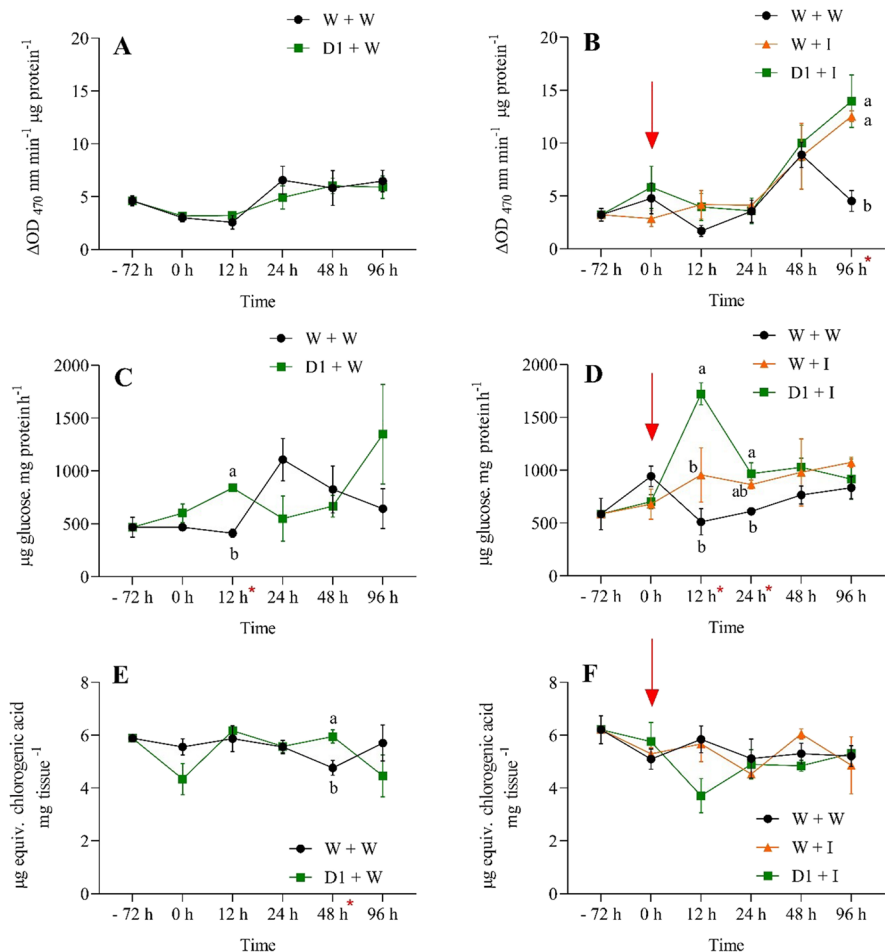 A
W + W
D1 + W
20
15
10
5
0
ΔOD 470 nm min-1 µg protein-1
- 72 h 0 h 12 h 24 h 48 h 96 h
Time
B
W + W
W + I
D1 + I
20
15
10
5
0
ΔOD 470 nm min-1 µg protein-1
a
a
b
- 72 h 0 h 12 h 24 h 48 h 96 h*
Time
C
W + W
D1 + W
2000
1500
1000
500
0
µg glucose. mg protein h-1
a
b
- 72 h 0 h 12 h* 24 h 48 h 96 h
Time
D
W + W
W + I
D1 + I
2000
1500
1000
500
0
µg glucose. mg protein h-1
a
b
a
ab
b
b
- 72 h 0 h 12 h* 24 h* 48 h 96 h
Time
E
8
6
4
2
0
µg equiv. chlorogenic acid
mg tissue-1
a
b
W + W
D1 + W
- 72 h 0 h 12 h 24 h 48 h* 96 h
Time
F
8
6
4
2
0
µg equiv. chlorogenic acid
mg tissue-1
W + W
W + I
D1 + I
- 72 h 0 h 12 h 24 h 48 h 96 h
Time